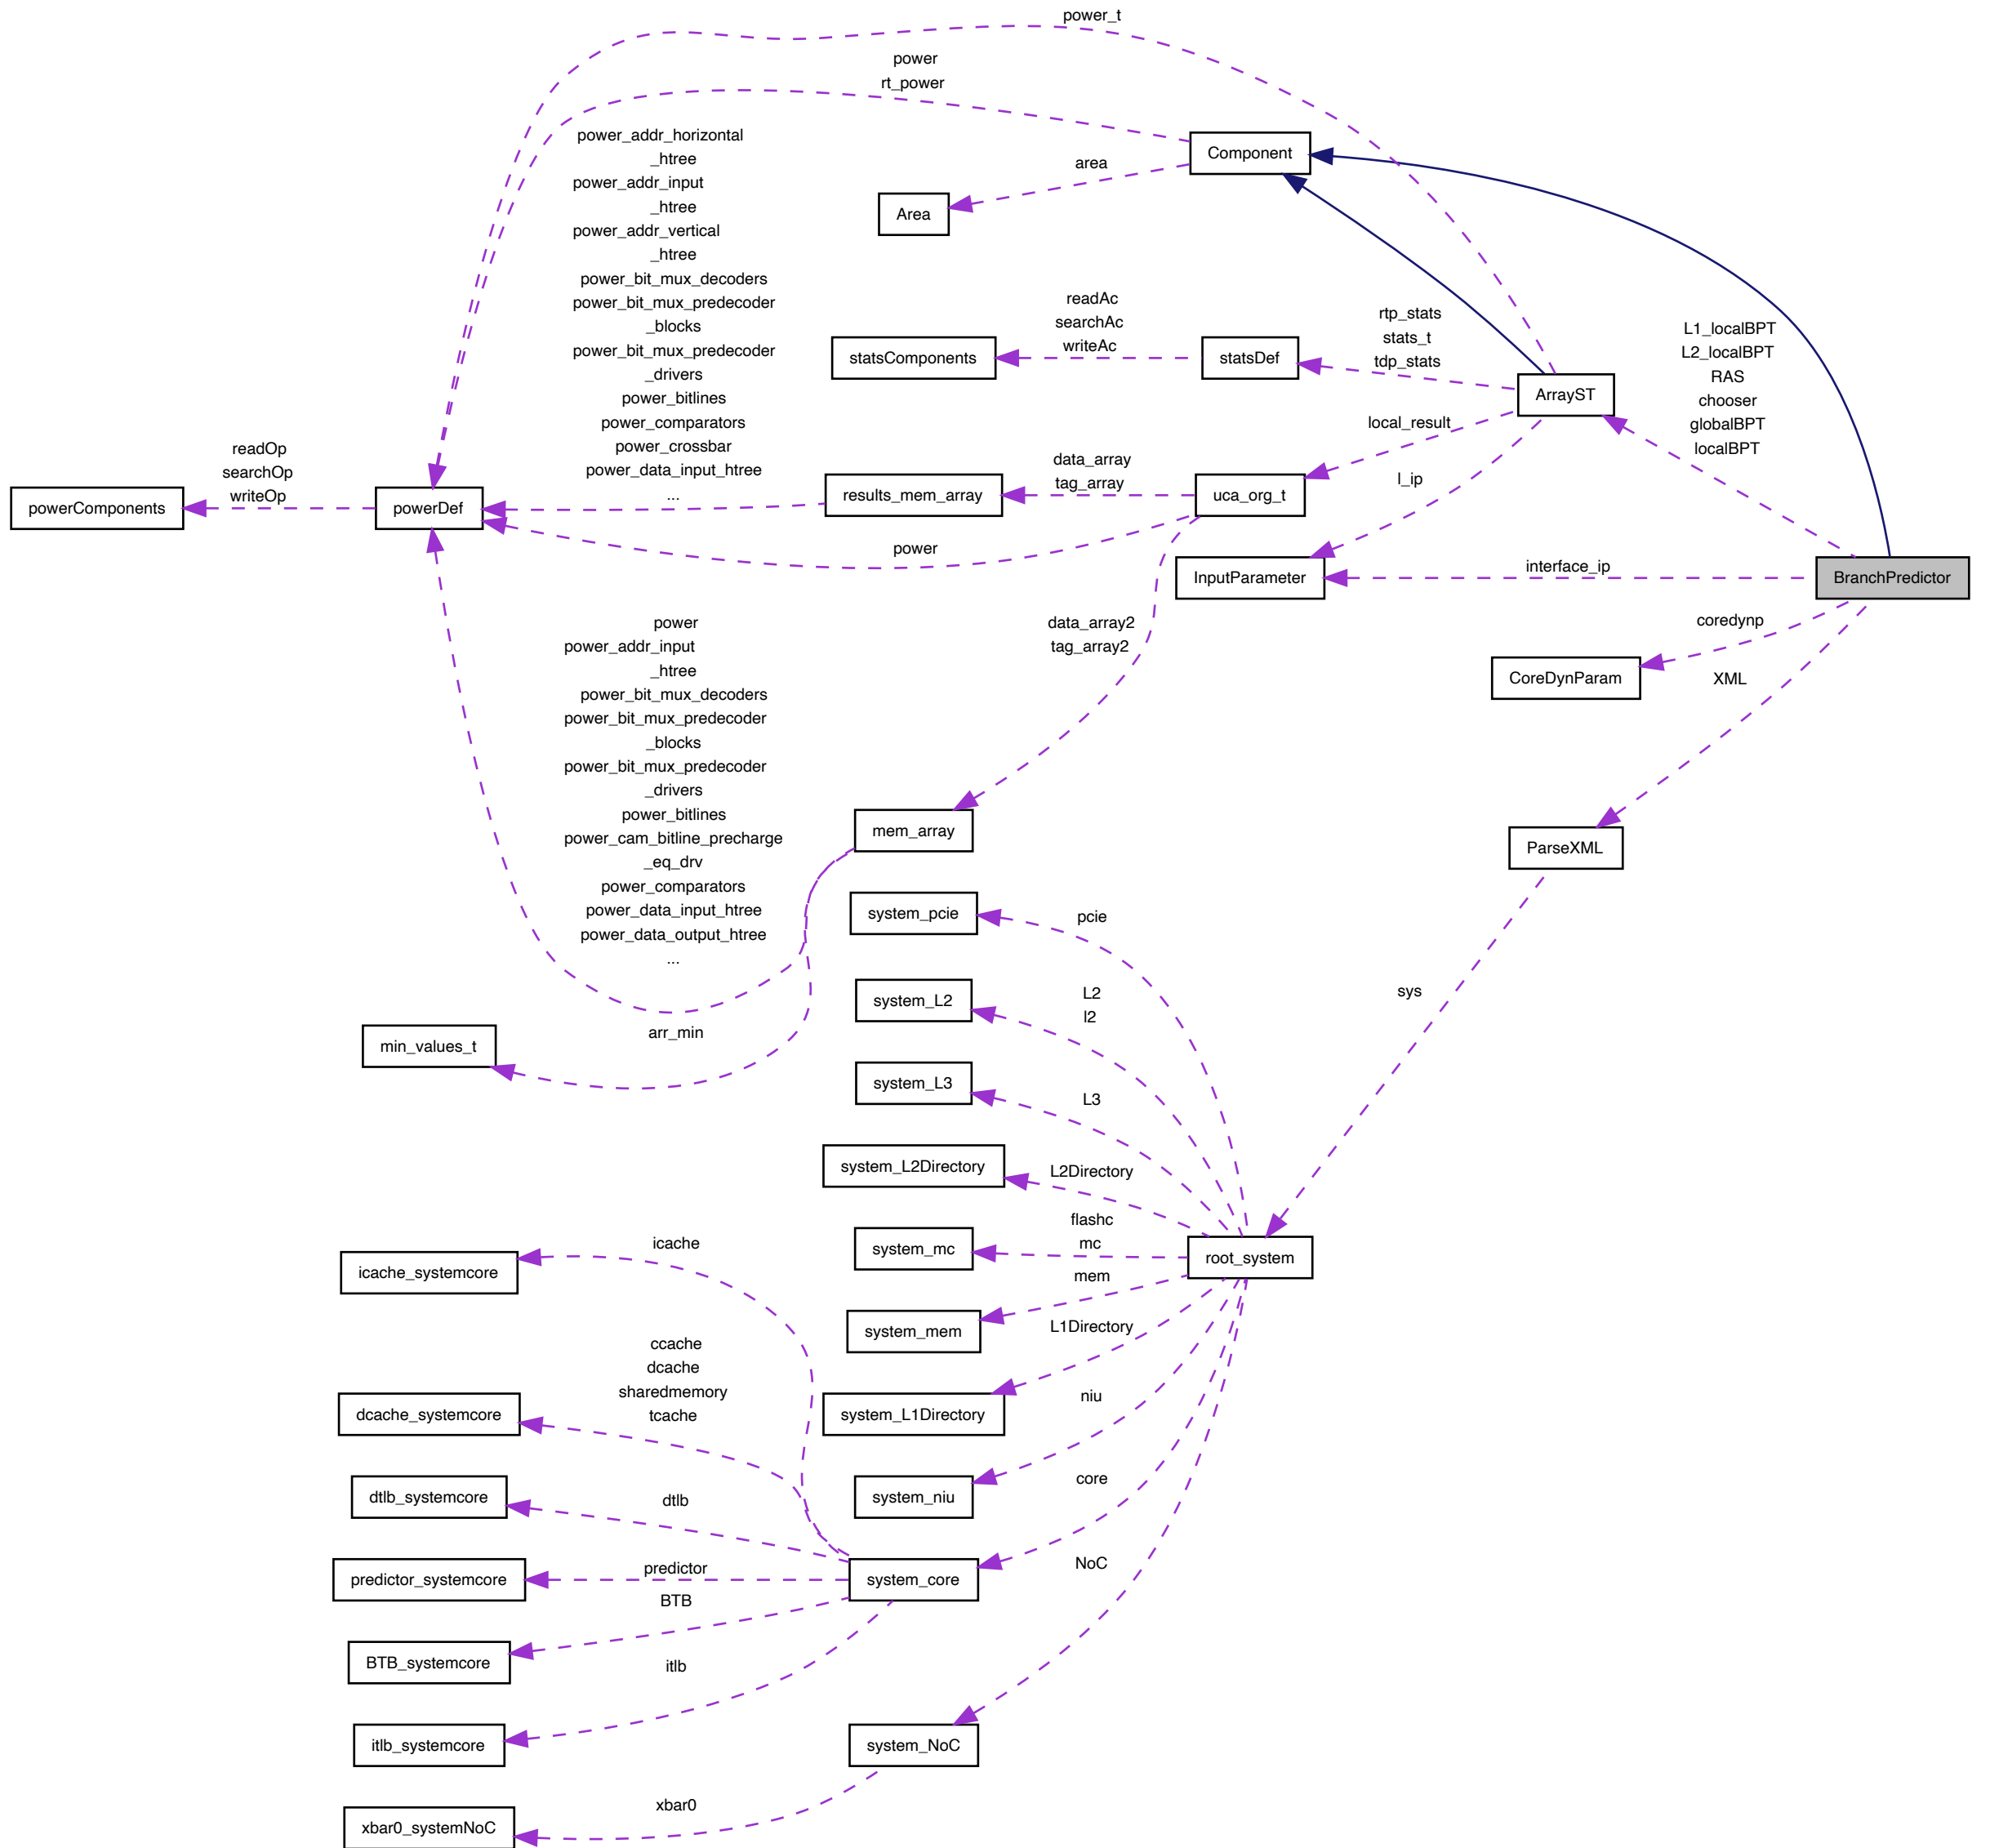 power_t
power
rt_power
Component
area
Area
power_addr_horizontal
_htree
power_addr_input
_htree
power_addr_vertical
_htree
power_bit_mux_decoders
power_bit_mux_predecoder
_blocks
power_bit_mux_predecoder
_drivers
power_bitlines
power_comparators
power_crossbar
power_data_input_htree
...
readAc
searchAc
writeAc
statsComponents
statsDef
rtp_stats
stats_t
tdp_stats
ArrayST
L1_localBPT
L2_localBPT
RAS
chooser
globalBPT
localBPT
local_result
l_ip
readOp
searchOp
writeOp
powerComponents
powerDef
results_mem_array
data_array
tag_array
uca_org_t
power
InputParameter
interface_ip
BranchPredictor
coredynp
CoreDynParam
XML
data_array2
tag_array2
power
power_addr_input
_htree
power_bit_mux_decoders
power_bit_mux_predecoder
_blocks
power_bit_mux_predecoder
_drivers
power_bitlines
power_cam_bitline_precharge
_eq_drv
power_comparators
power_data_input_htree
power_data_output_htree
...
mem_array
ParseXML
system_pcie
pcie
sys
system_L2
L2
l2
min_values_t
arr_min
system_L3
L3
system_L2Directory
L2Directory
system_mc
flashc
mc
root_system
icache_systemcore
icache
system_mem
mem
L1Directory
ccache
dcache
sharedmemory
tcache
dcache_systemcore
system_L1Directory
niu
dtlb_systemcore
dtlb
system_niu
core
predictor_systemcore
predictor
system_core
NoC
BTB
BTB_systemcore
itlb
itlb_systemcore
system_NoC
xbar0
xbar0_systemNoC